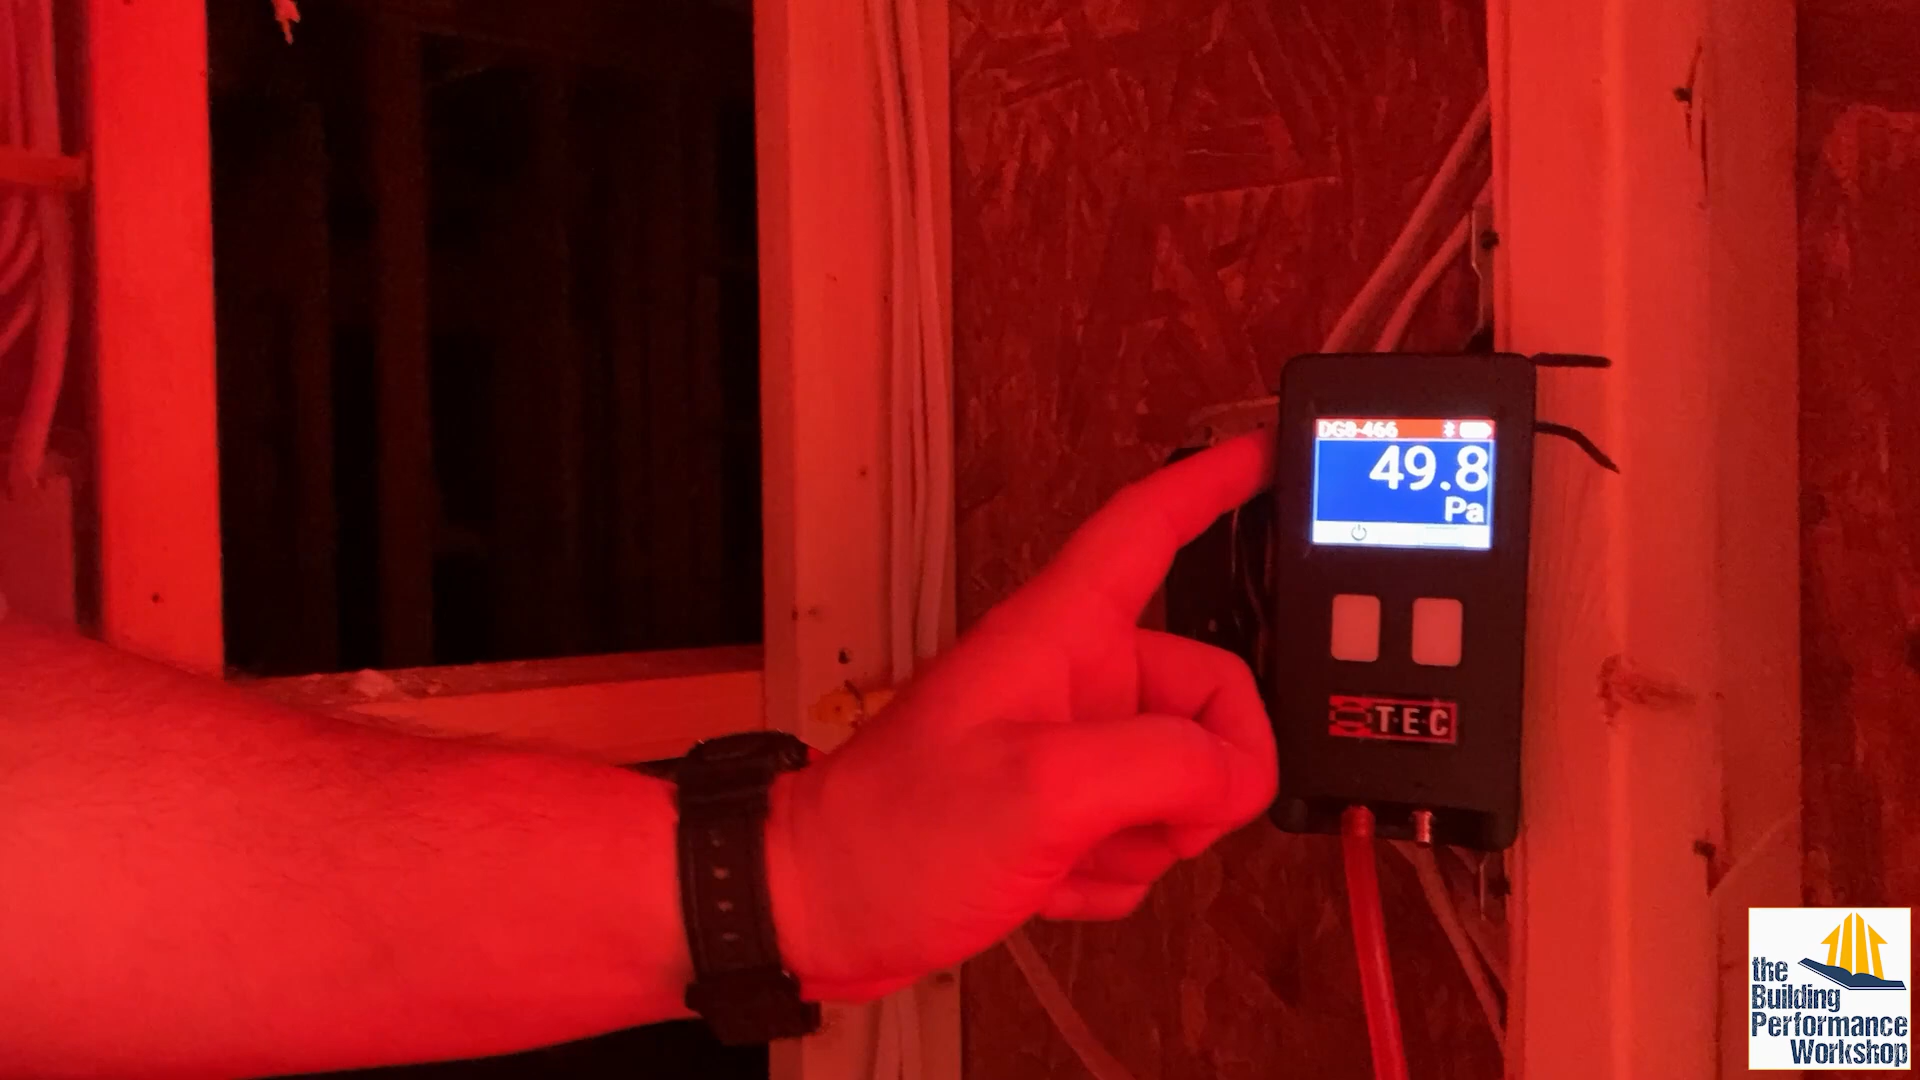 DG8-466
49.8
Pa
TEC
the
Building
Performance
Workshop